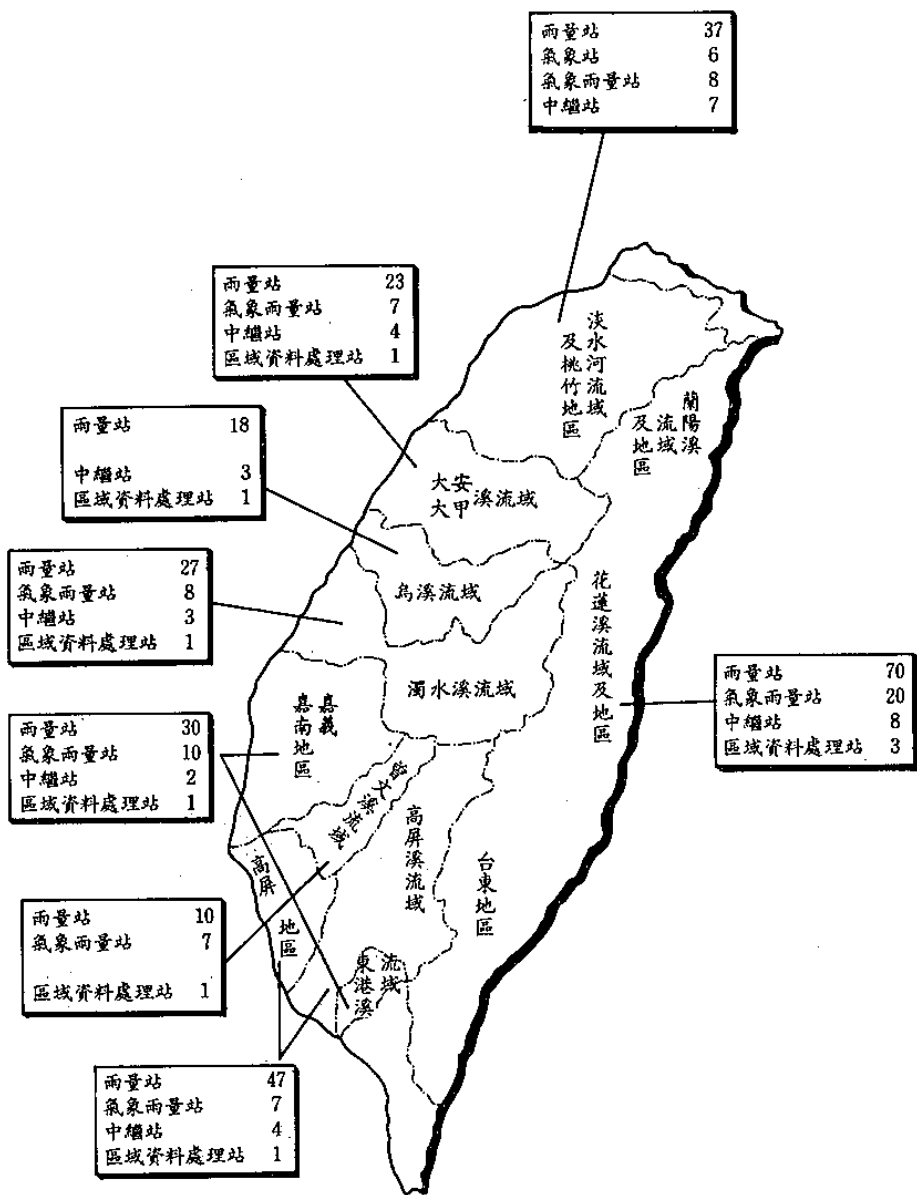 雨量站 37
氣象站 6
氣象雨量站 8
中繼站 7
雨量站 23
氣象雨量站 7
中繼站 4
區域資料處理站 1
雨量站 18
中繼站 3
區域資料處理站 1
雨量站 27
氣象雨量站 8
中繼站 3
區域資料處理站 1
雨量站 30
氣象雨量站 10
中繼站 2
區域資料處理站 1
雨量站 10
氣象雨量站 7
區域資料處理站 1
雨量站 47
氣象雨量站 7
中繼站 4
區域資料處理站 1
雨量站 70
氣象雨量站 20
中繼站 8
區域資料處理站 3
淡水河流域
及桃竹地區
蘭陽溪
流域
及地區
大安
大甲溪流域
烏溪流域
濁水溪流域
花蓮溪流域及地區
嘉義
嘉南地區
曾文溪流域
高屏溪流域
台東地區
高屏
地區
流域
東港溪